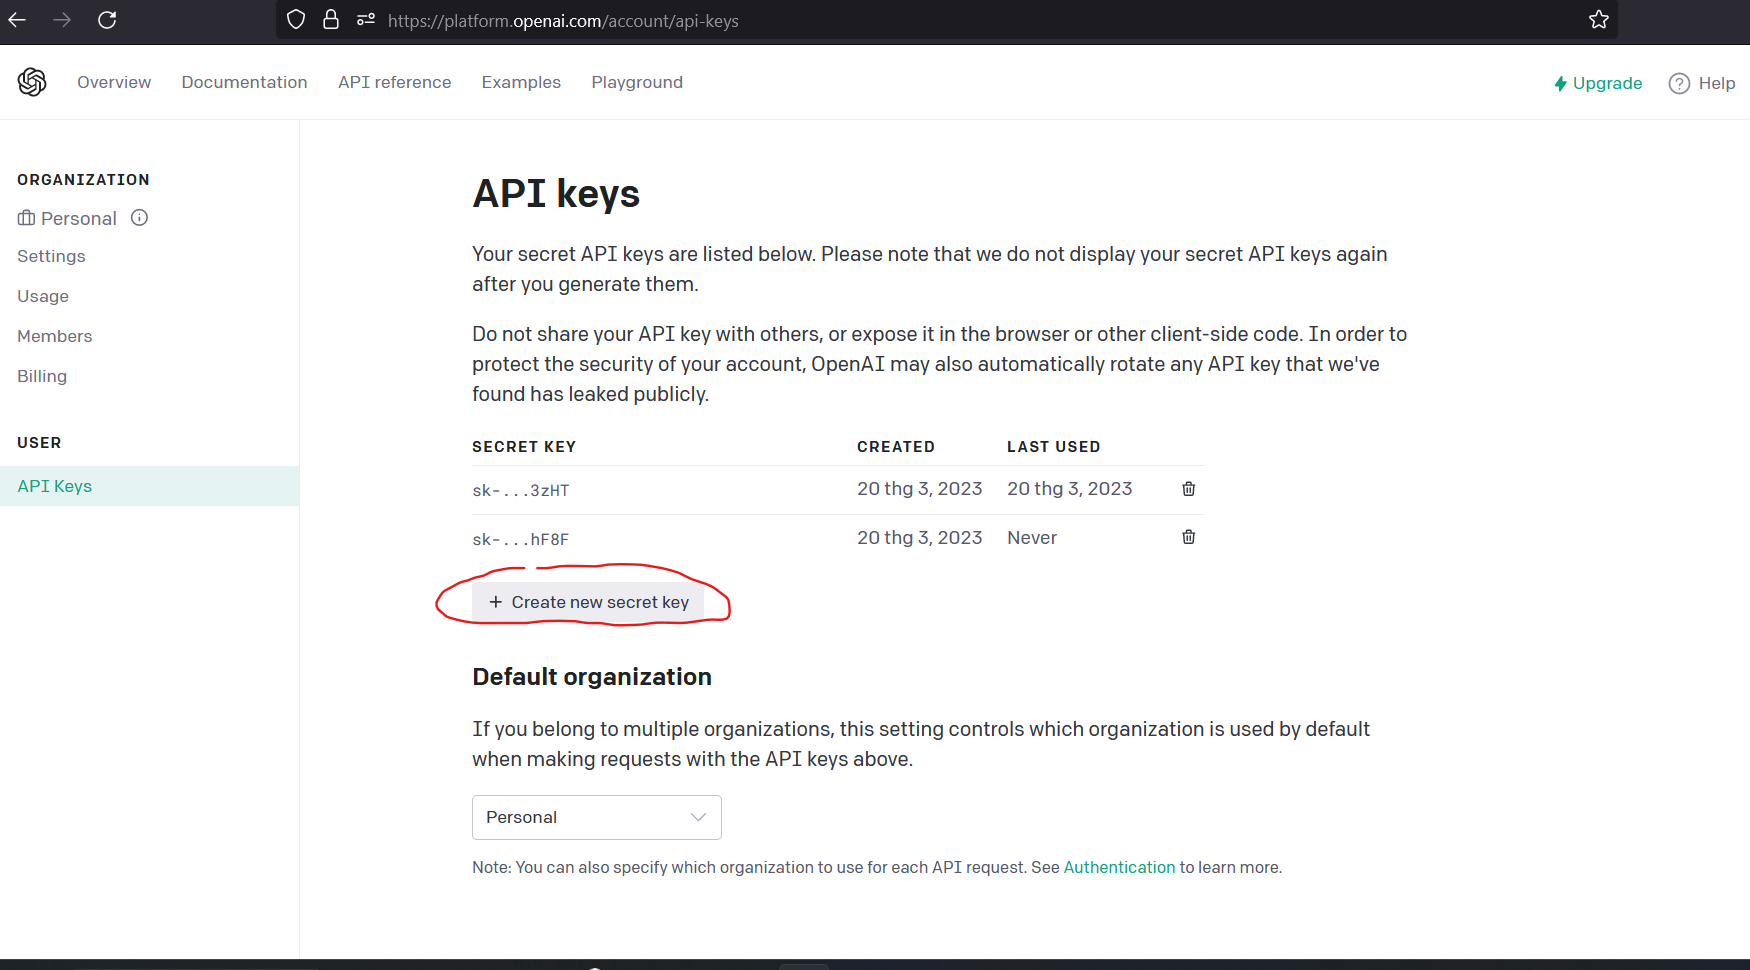 https://platform.openai.com/account/api-keys
Overview Documentation API reference Examples Playground
Upgrade Help
ORGANIZATION
Personal
Settings
Usage
Members
Billing
USER
API Keys
API keys
Your secret API keys are listed below. Please note that we do not display your secret API keys again
after you generate them.
Do not share your API key with others, or expose it in the browser or other client-side code. In order to
protect the security of your account, OpenAI may also automatically rotate any API key that we've
found has leaked publicly.
SECRET KEY CREATED LAST USED
sk-...3zHT 20 thg 3, 2023 20 thg 3, 2023
sk-...hF8F 20 thg 3, 2023 Never
+ Create new secret key
Default organization
If you belong to multiple organizations, this setting controls which organization is used by default
when making requests with the API keys above.
Personal
Note: You can also specify which organization to use for each API request. See Authentication to learn more.